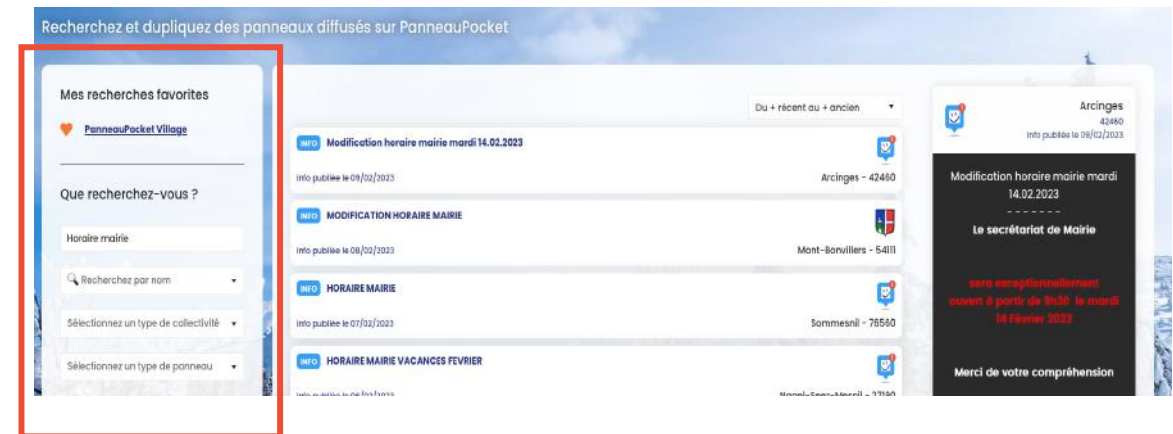 Recherchez et dupliquez des panneaux diffusés sur PanneauPocket
Mes recherches favorites
PanneauPocket Village
Que recherchez-vous ?
Horaire mairie
Recherchez par nom
Sélectionnez un type de collectivité
Sélectionnez un type de panneau
Du + récent au + ancien
INFO Modification horaire mairie mardi 14.02.2023
Info publiée le 09/02/2023
Arcinges - 42460
INFO MODIFICATION HORAIRE MAIRIE
Info publiée le 08/02/2023
Mont-Bonvillers - 54111
INFO HORAIRE MAIRIE
Info publiée le 07/02/2023
Sommesnil - 76560
INFO HORAIRE MAIRIE VACANCES FEVRIER
Arcinges
42460
Info publiée le 09/02/2023
Modification horaire mairie mardi
14.02.2023
-------
Le secrétariat de Mairie
sera exceptionnellement
ouvert à partir de 9h30 le mardi
14 Février 2023
Merci de votre compréhension